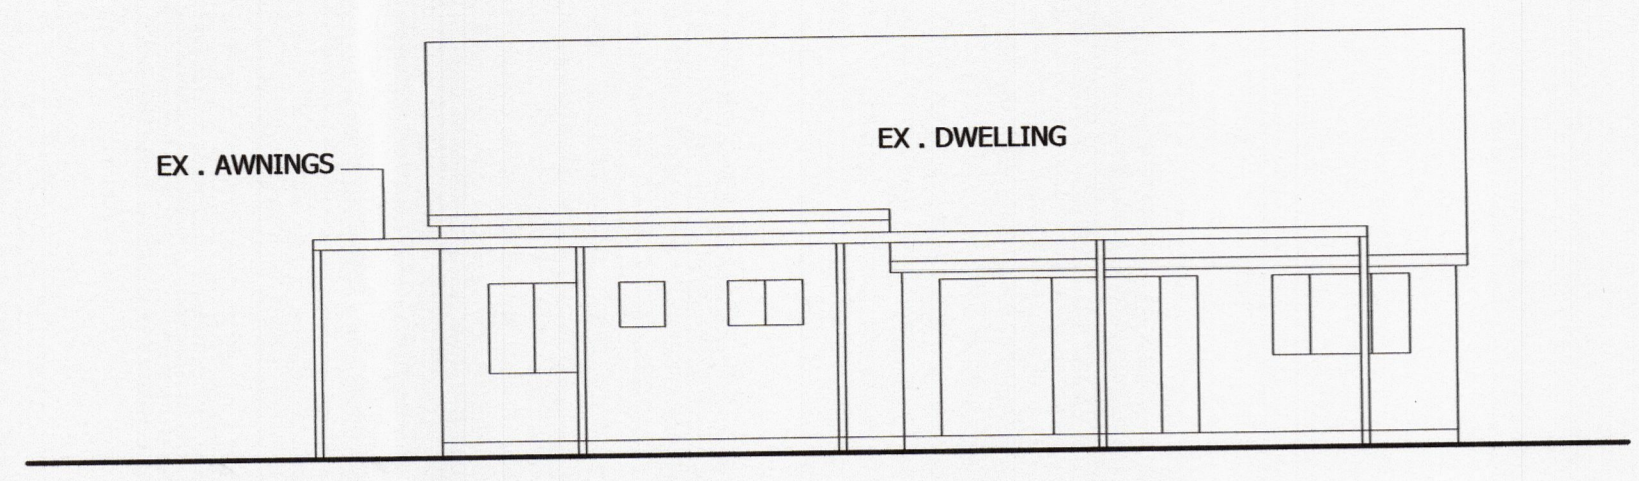 EX . DWELLING
EX . AWNINGS